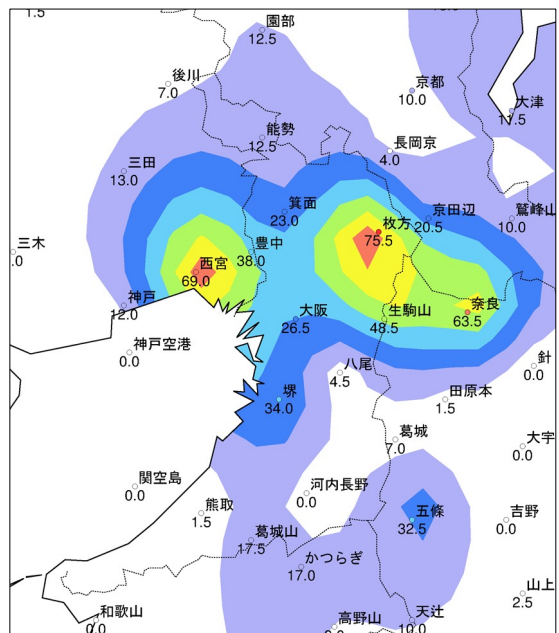 1.5
園部
12.5
後川
7.0
京都
10.0
大津
11.5
能勢
12.5
長岡京
4.0
三田
13.0
箕面
23.0
枚方
75.5
京田辺
20.5
鷲峰山
10.0
三木
.0
豊中
38.0
西宮
69.0
神戸
12.0
大阪
26.5
生駒山
48.5
奈良
63.5
神戸空港
0.0
針
0.0
八尾
4.5
堺
34.0
田原本
1.5
葛城
7.0
大宇
0.0
関空島
0.0
河内長野
0.0
熊取
1.5
五條
32.5
吉野
0.0
葛城山
17.5
かつらぎ
17.0
山上
2.5
和歌山
0.0
高野山
天辻
10.0